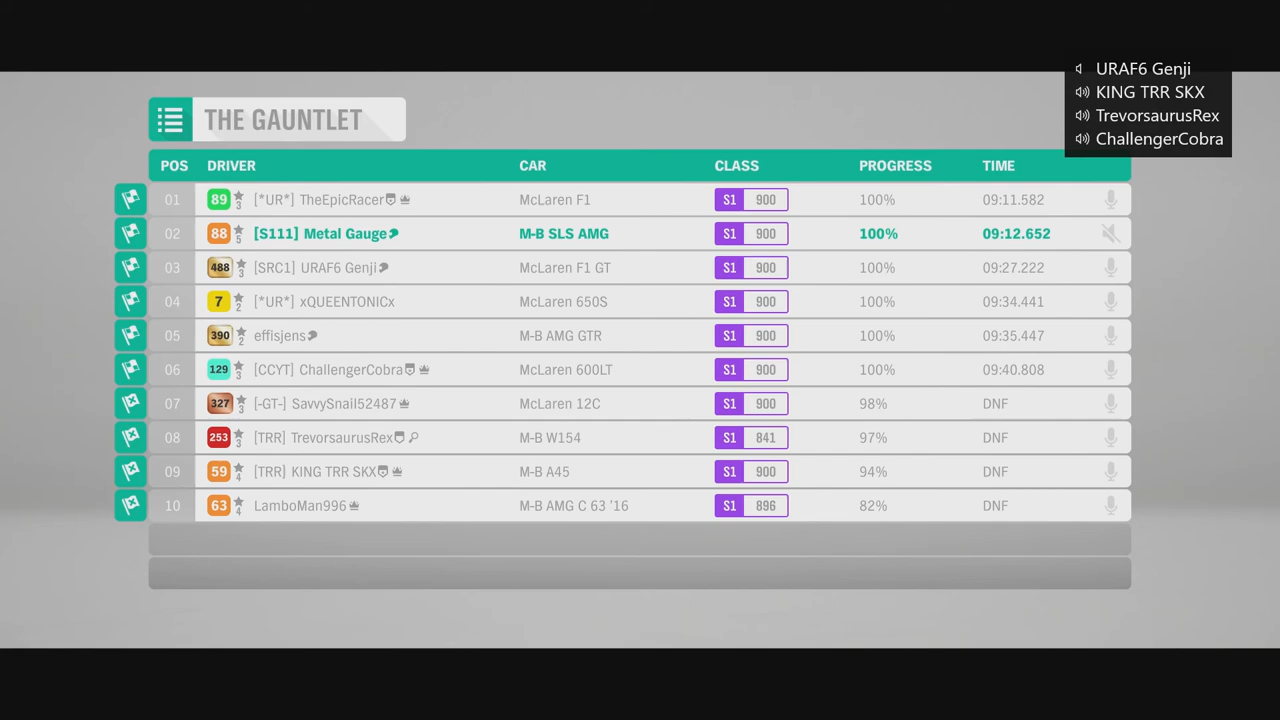 URAF6 Genji
KING TRR SKX
TrevorsaurusRex
ChallengerCobra
THE GAUNTLET
POS DRIVER CAR CLASS PROGRESS TIME
01 89 3 [*UR*] TheEpicRacer McLaren F1 S1 900 100% 09:11.582
02 88 5 [S111] Metal Gauge M-B SLS AMG S1 900 100% 09:12.652
03 488 3 [SRC1] URAF6 Genji McLaren F1 GT S1 900 100% 09:27.222
04 7 2 [*UR*] xQUEENTONICx McLaren 650S S1 900 100% 09:34.441
05 390 2 effIsjens M-B AMG GTR S1 900 100% 09:35.447
06 129 3 [CCYT] ChallengerCobra McLaren 600LT S1 900 100% 09:40.808
07 327 3 [-GT-] SavvySnail52487 McLaren 12C S1 900 98% DNF
08 253 3 [TRR] TrevorsaurusRex M-B W154 S1 841 97% DNF
09 59 4 [TRR] KING TRR SKX M-B A45 S1 900 94% DNF
10 63 4 LamboMan996 M-B AMG C 63 '16 S1 896 82% DNF